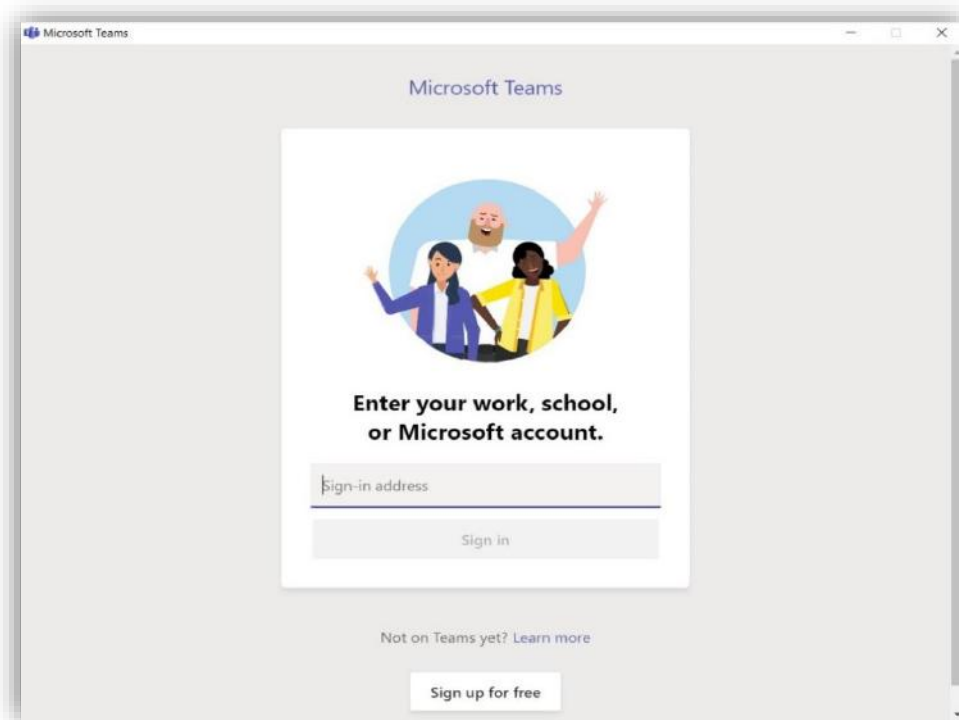 Microsoft Teams
Microsoft Teams
Enter your work, school,
or Microsoft account.
Sign-in address
Sign in
Not on Teams yet? Learn more
Sign up for free